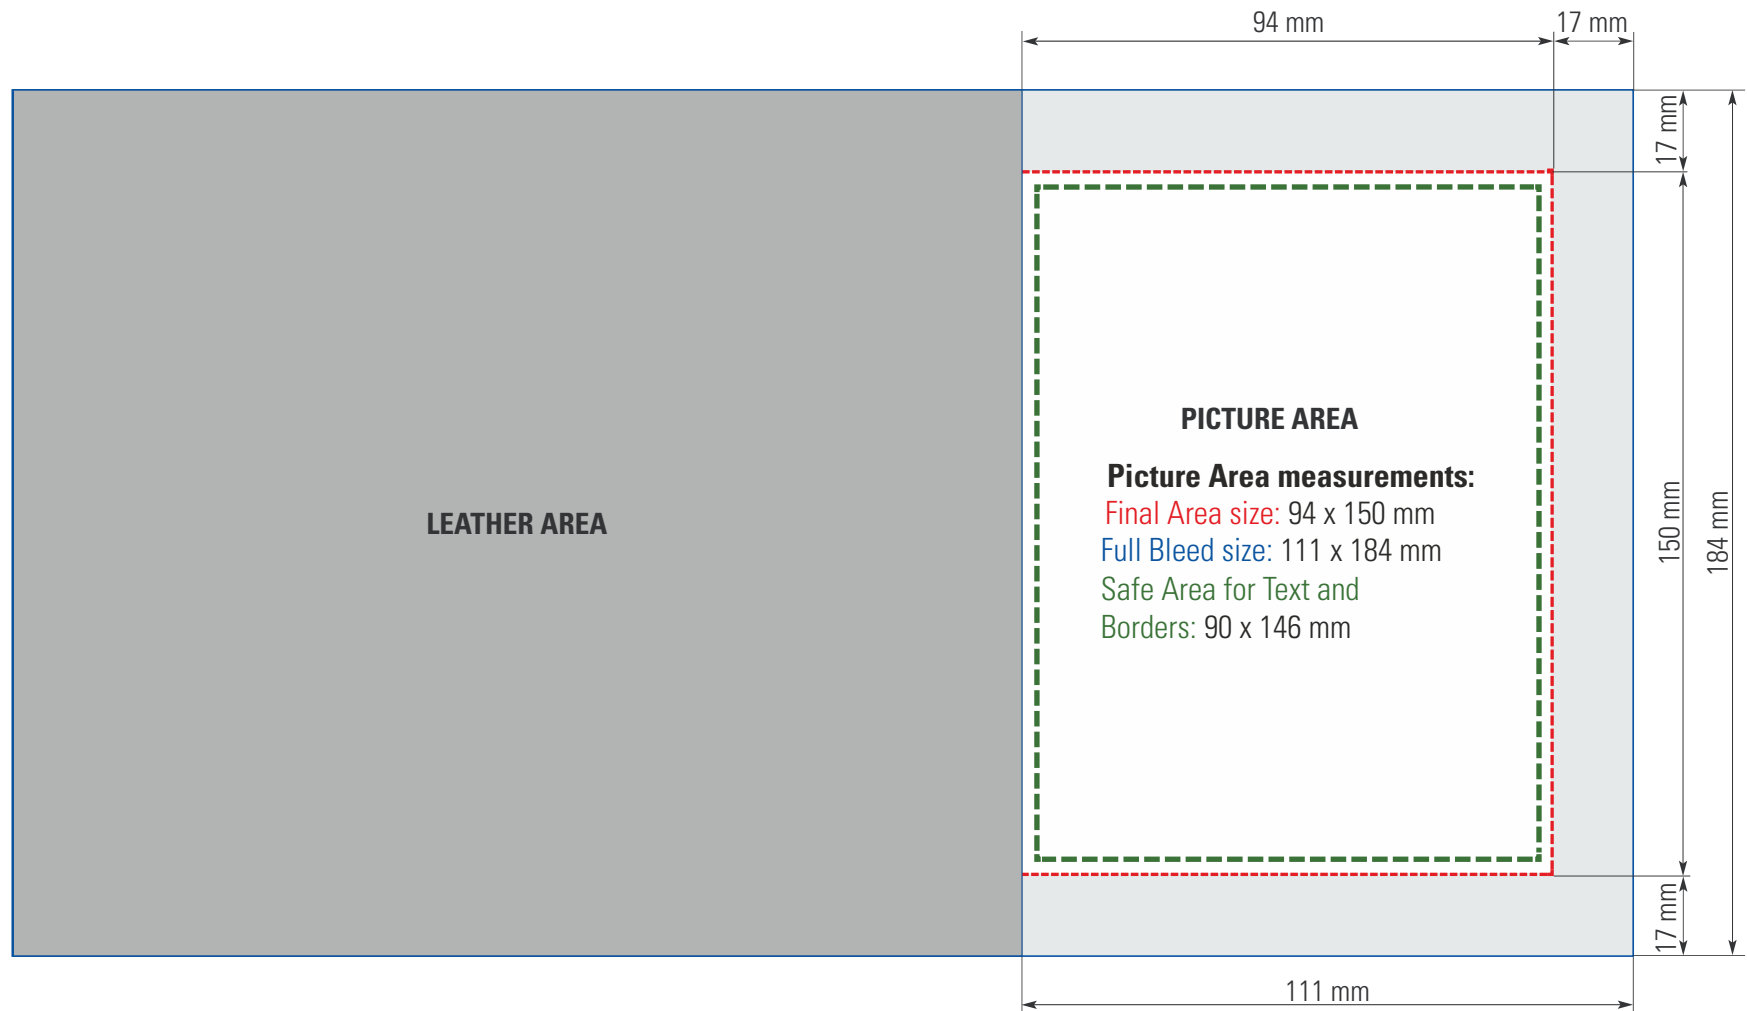 94 mm
17 mm
17 mm
LEATHER AREA
PICTURE AREA
Picture Area measurements:
Final Area size: 94 x 150 mm
Full Bleed size: 111 x 184 mm
Safe Area for Text and
Borders: 90 x 146 mm
150 mm
184 mm
17 mm
111 mm